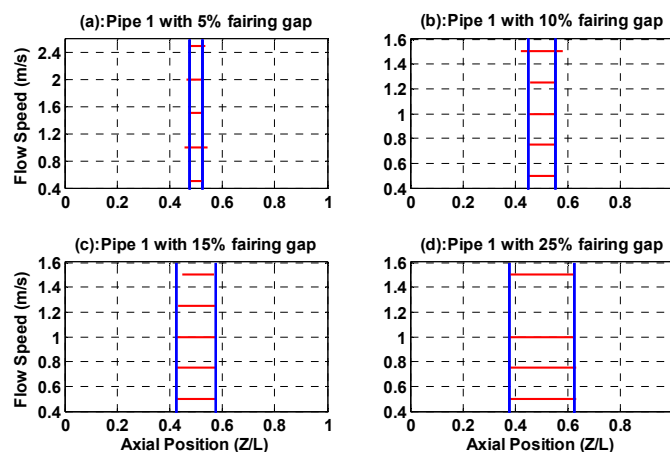 (a):Pipe 1 with 5% fairing gap
Flow Speed (m/s)
2.4
2
1.6
1.2
0.8
0.4
0 0.2 0.4 0.6 0.8 1
(b):Pipe 1 with 10% fairing gap
1.6
1.4
1.2
1
0.8
0.6
0.4
0 0.2 0.4 0.6 0.8
(c):Pipe 1 with 15% fairing gap
Flow Speed (m/s)
1.6
1.4
1.2
1
0.8
0.6
0.4
0 0.2 0.4 0.6 0.8 1
Axial Position (Z/L)
(d):Pipe 1 with 25% fairing gap
1.6
1.4
1.2
1
0.8
0.6
0.4
0 0.2 0.4 0.6 0.8
Axial Position (Z/L)